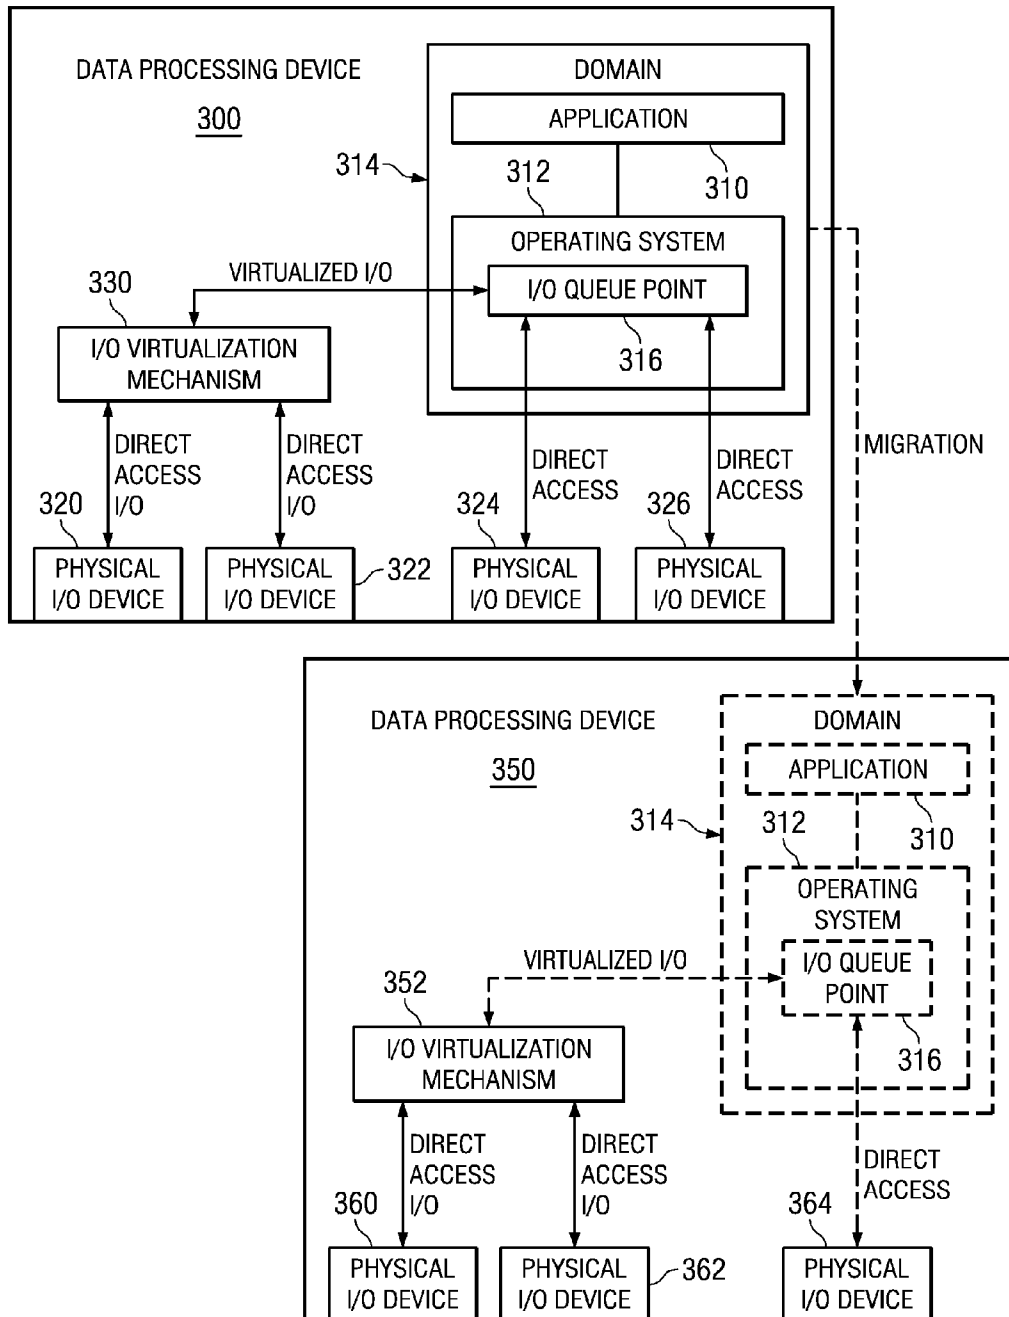 DATA PROCESSING DEVICE
300
DOMAIN
APPLICATION
314
312
310
OPERATING SYSTEM
VIRTUALIZED I/O
I/O QUEUE POINT
330
316
I/O VIRTUALIZATION
MECHANISM
DIRECT
ACCESS
I/O
DIRECT
ACCESS
I/O
DIRECT
ACCESS
DIRECT
ACCESS
MIGRATION
320
322
324
326
PHYSICAL
I/O DEVICE
PHYSICAL
I/O DEVICE
PHYSICAL
I/O DEVICE
PHYSICAL
I/O DEVICE
DATA PROCESSING DEVICE
350
DOMAIN
APPLICATION
314
312
310
OPERATING
SYSTEM
VIRTUALIZED I/O
I/O QUEUE
POINT
352
316
I/O VIRTUALIZATION
MECHANISM
DIRECT
ACCESS
I/O
DIRECT
ACCESS
I/O
DIRECT
ACCESS
360
362
364
PHYSICAL
I/O DEVICE
PHYSICAL
I/O DEVICE
PHYSICAL
I/O DEVICE